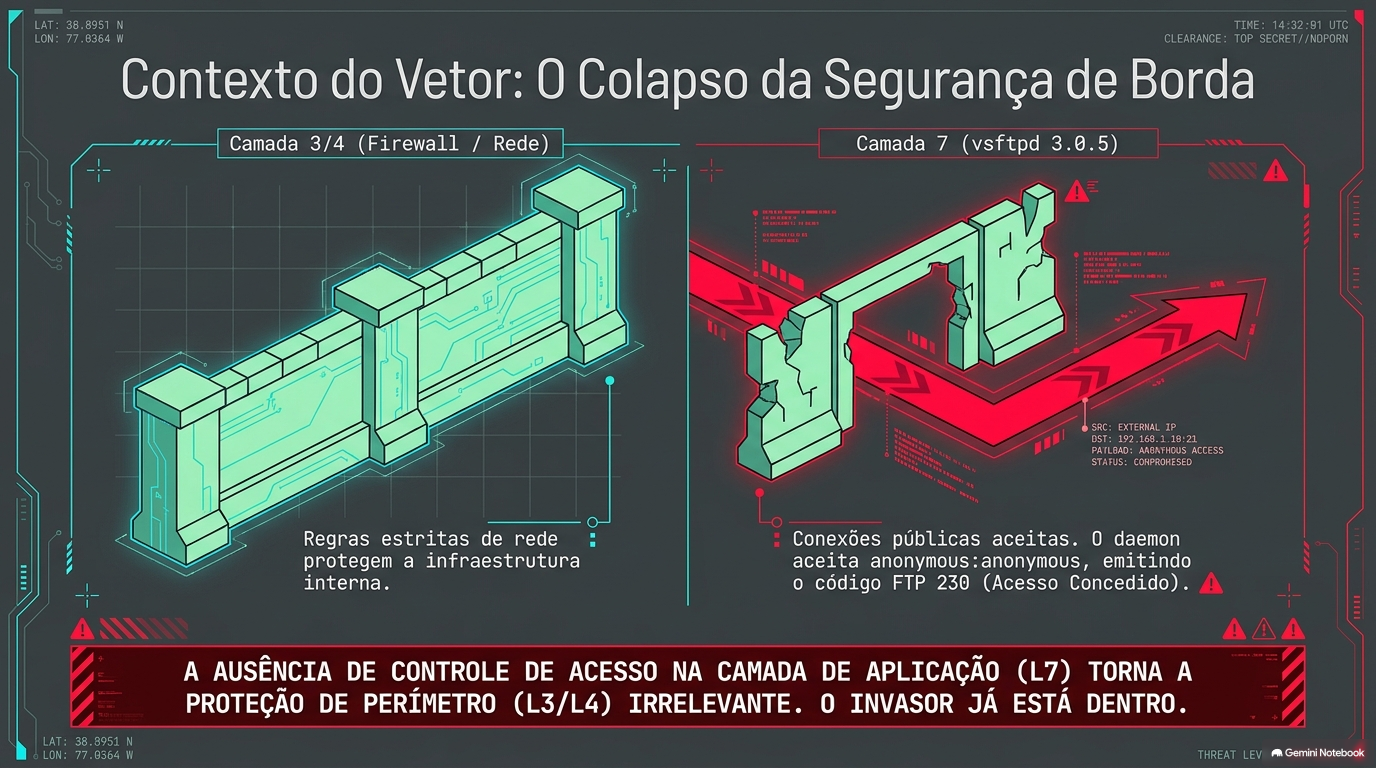 LAT: 38.8951 N
LON: 77.0364 W
TIME: 14:32:01 UTC
CLEARANCE: TOP SECRET//NDPORN
Contexto do Vetor: O Colapso da Segurança de Borda
Camada 3/4 (Firewall / Rede)
Camada 7 (vsftpd 3.0.5)
SRC: EXTERNAL IP
DST: 192.168.1.10:21
PAYLOAD: ACCESS
STATUS: COMPROMISED
Regras estritas de rede
protegem a infraestrutura
interna.
Conexões públicas aceitas. O daemon
aceita anonymous:anonymous, emitindo
o código FTP 230 (Acesso Concedido).
A AUSÊNCIA DE CONTROLE DE ACESSO NA CAMADA DE APLICAÇÃO (L7) TORNA A
PROTEÇÃO DE PERÍMETRO (L3/L4) IRRELEVANTE. O INVASOR JÁ ESTÁ DENTRO.
LAT: 38.8951 N
LON: 77.0364 W
THREAT LEV
Gemini Notebook